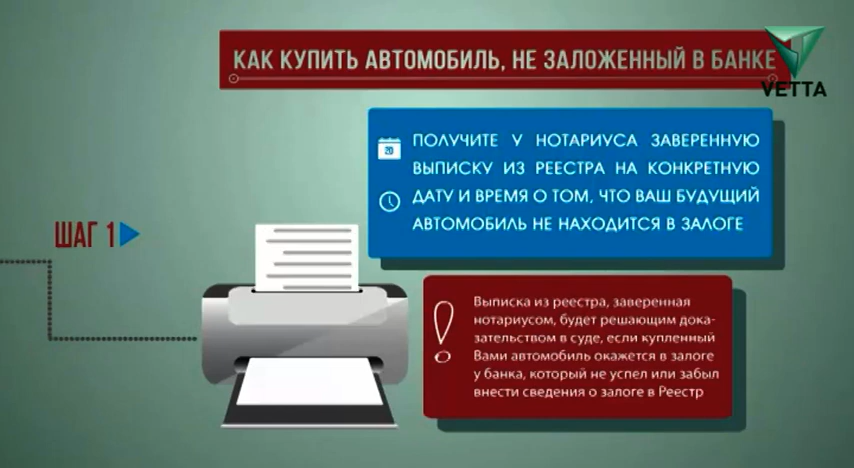 КАК КУПИТЬ АВТОМОБИЛЬ, НЕ ЗАЛОЖЕННЫЙ В БАНКЕ
VETTA
ШАГ 1
20
ПОЛУЧИТЕ У НОТАРИУСА ЗАВЕРЕННУЮ
ВЫПИСКУ ИЗ РЕЕСТРА НА КОНКРЕТНУЮ
ДАТУ И ВРЕМЯ О ТОМ, ЧТО ВАШ БУДУЩИЙ
АВТОМОБИЛЬ НЕ НАХОДИТСЯ В ЗАЛОГЕ
!
Выписка из реестра, заверенная
нотариусом, будет решающим дока-
зательством в суде, если купленный
Вами автомобиль окажется в залоге
у банка, который не успел или забыл
внести сведения о залоге в Реестр